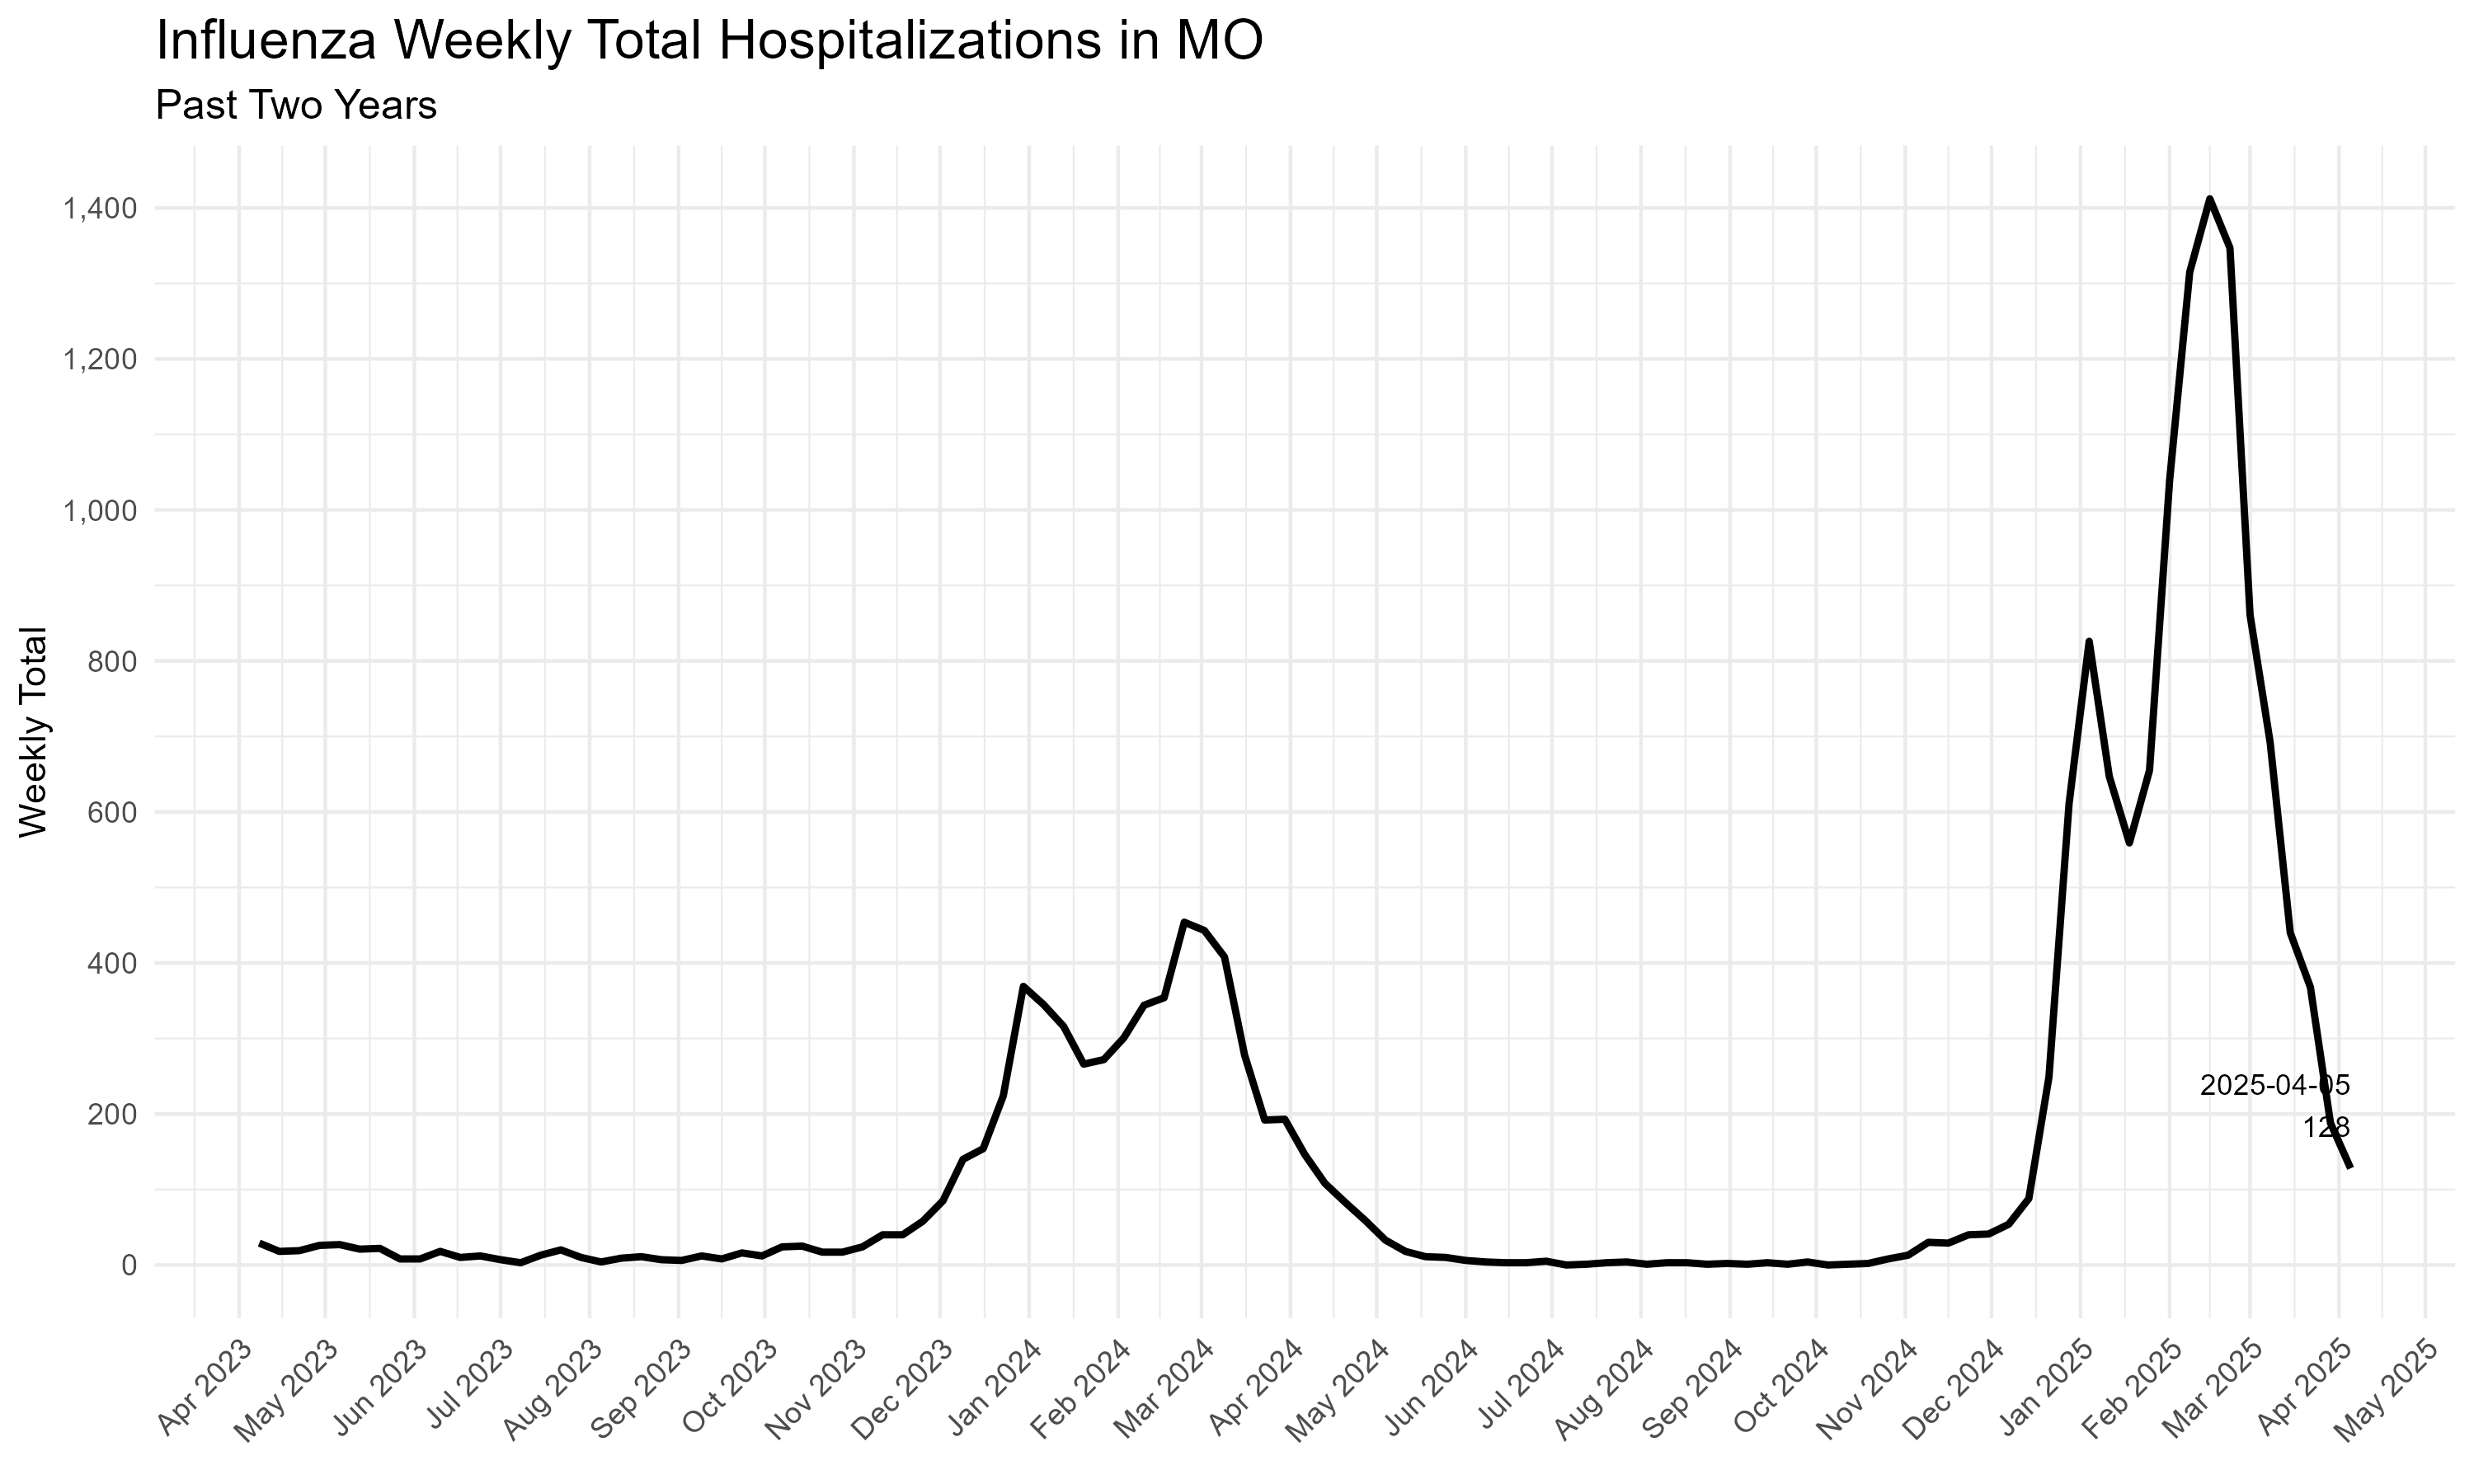 Influenza Weekly Total Hospitalizations in MO
Past Two Years
Weekly Total
1,400
1,200
1,000
800
600
400
200
0
2025-04-05
128
Apr 2023
May 2023
Jun 2023
Jul 2023
Aug 2023
Sep 2023
Oct 2023
Nov 2023
Dec 2023
Jan 2024
Feb 2024
Mar 2024
Apr 2024
May 2024
Jun 2024
Jul 2024
Aug 2024
Sep 2024
Oct 2024
Nov 2024
Dec 2024
Jan 2025
Feb 2025
Mar 2025
Apr 2025
May 2025